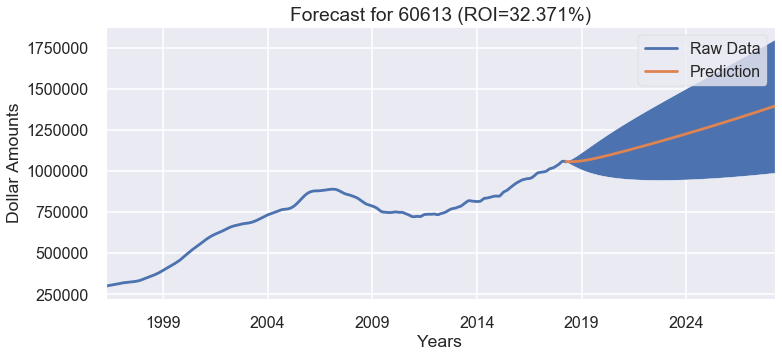 Forecast for 60613 (ROI=32.371%)
Raw Data
Prediction
Dollar Amounts
1750000
1500000
1250000
1000000
750000
500000
250000
1999
2004
2009
2014
2019
2024
Years